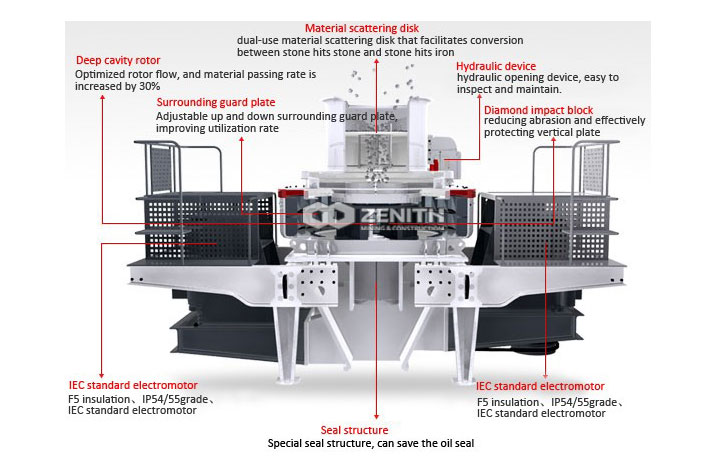 Material scattering disk
dual-use material scattering disk that facilitates conversion
between stone hits stone and stone hits iron
Deep cavity rotor
Optimized rotor flow, and material passing rate is
increased by 30%
Hydraulic device
hydraulic opening device, easy to
inspect and maintain.
Surrounding guard plate
Adjustable up and down surrounding guard plate,
improving utilization rate
Diamond impact block
reducing abrasion and effectively
protecting vertical plate
ZENITH
MINING & CONSTRUCTION
IEC standard electromotor
F5 insulation、IP54/55grade、
IEC standard electromotor
IEC standard electromotor
F5 insulation、IP54/55grade、
IEC standard electromotor
Seal structure
Special seal structure, can save the oil seal